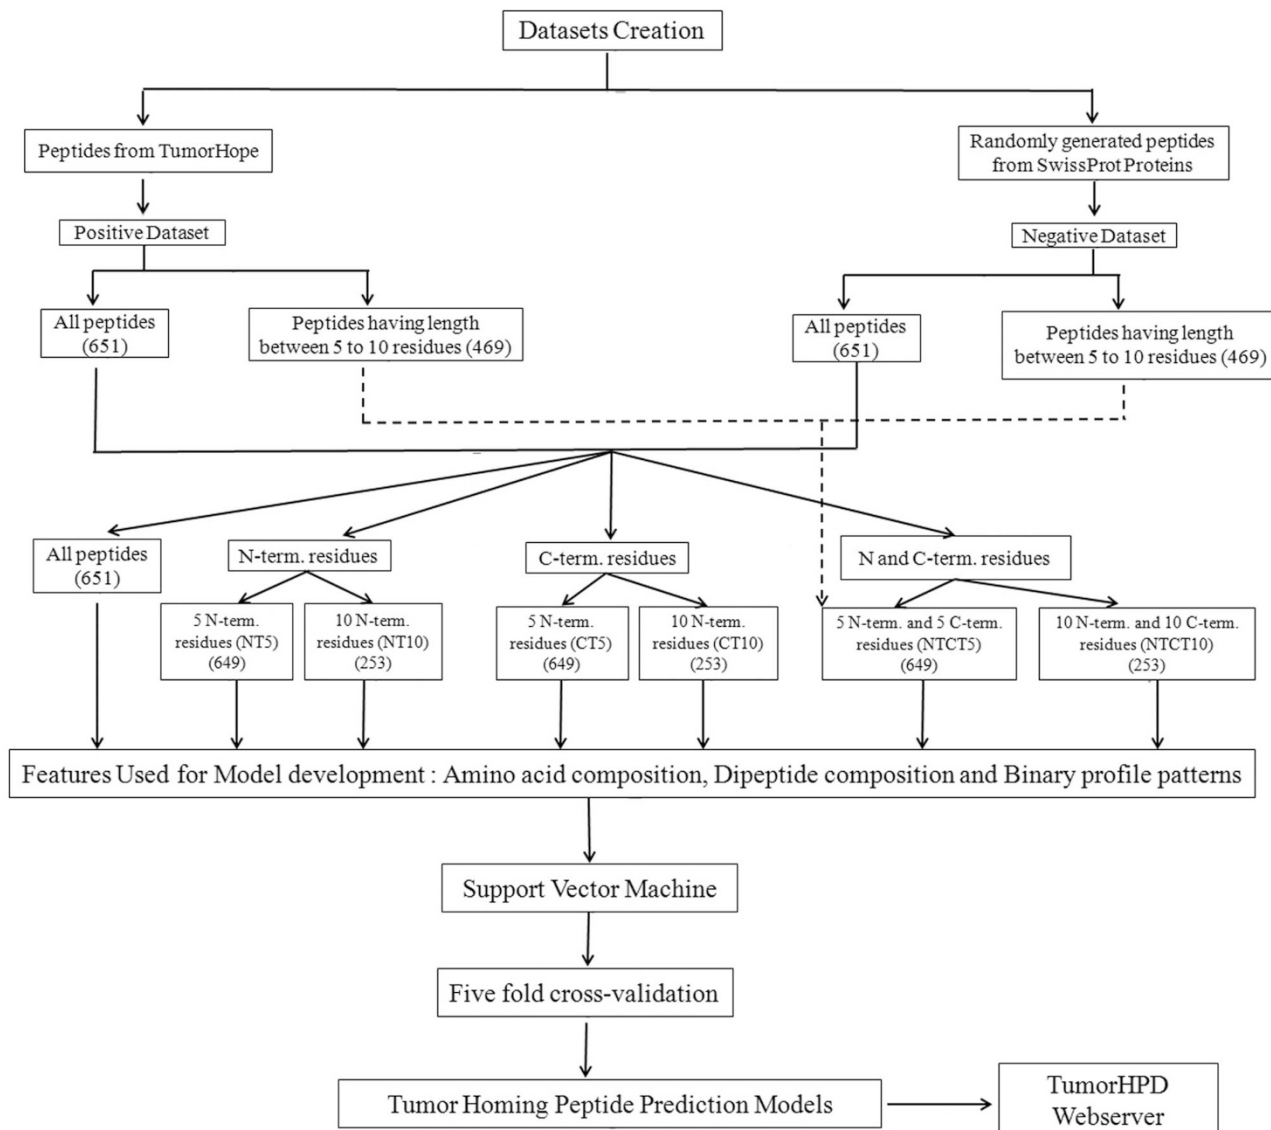 Datasets Creation
Peptides from TumorHope
Randomly generated peptides
from SwissProt Proteins
Positive Dataset
Negative Dataset
All peptides
(651)
Peptides having length
between 5 to 10 residues (469)
All peptides
(651)
Peptides having length
between 5 to 10 residues (469)
All peptides
(651)
N-term. residues
C-term. residues
N and C-term. residues
5 N-term.
residues (NT5)
(649)
10 N-term.
residues (NT10)
(253)
5 N-term.
residues (CT5)
(649)
10 N-term.
residues (CT10)
(253)
5 N-term. and 5 C-term.
residues (NTCT5)
(649)
10 N-term. and 10 C-term.
residues (NTCT10)
(253)
Features Used for Model development : Amino acid composition, Dipeptide composition and Binary profile patterns
Support Vector Machine
Five fold cross-validation
Tumor Homing Peptide Prediction Models
TumorHPD
Webserver